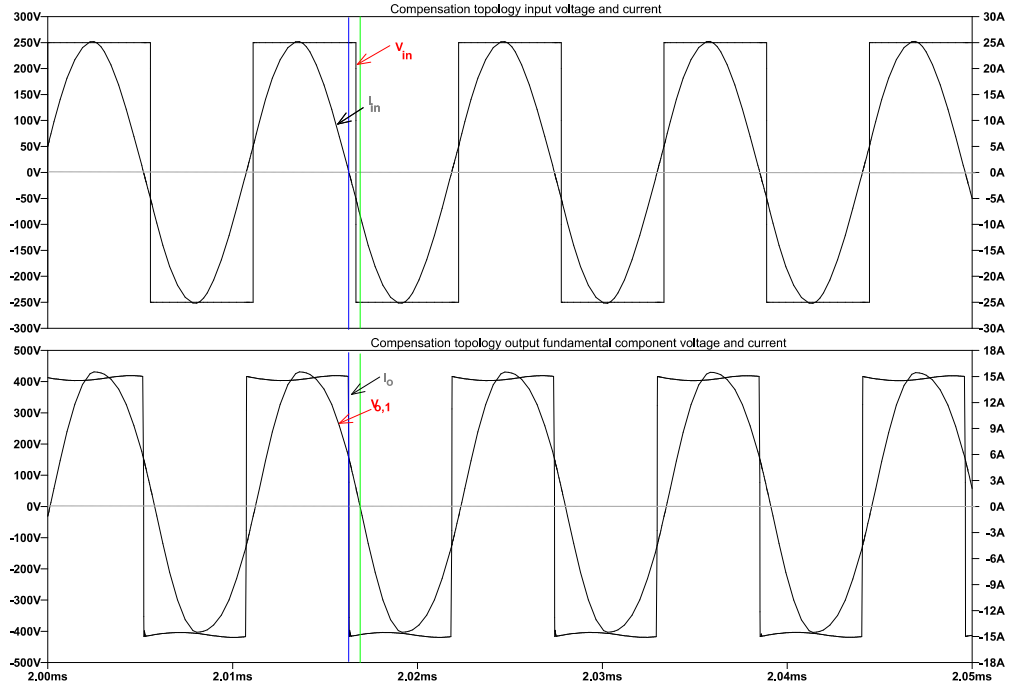 Compensation topology input voltage and current
300V 30A
250V 25A
200V 20A
150V 15A
100V 10A
50V 5A
0V 0A
-50V -5A
-100V -10A
-150V -15A
-200V -20A
-250V -25A
-300V -30A
Vin
Iin
Compensation topology output fundamental component voltage and current
500V 18A
400V 15A
300V 12A
200V 9A
100V 6A
0V 3A
-100V 0A
-200V -3A
-300V -6A
-400V -9A
-500V -12A
-15A
-18A
Io
Vo,1
2.00ms 2.01ms 2.02ms 2.03ms 2.04ms 2.05ms